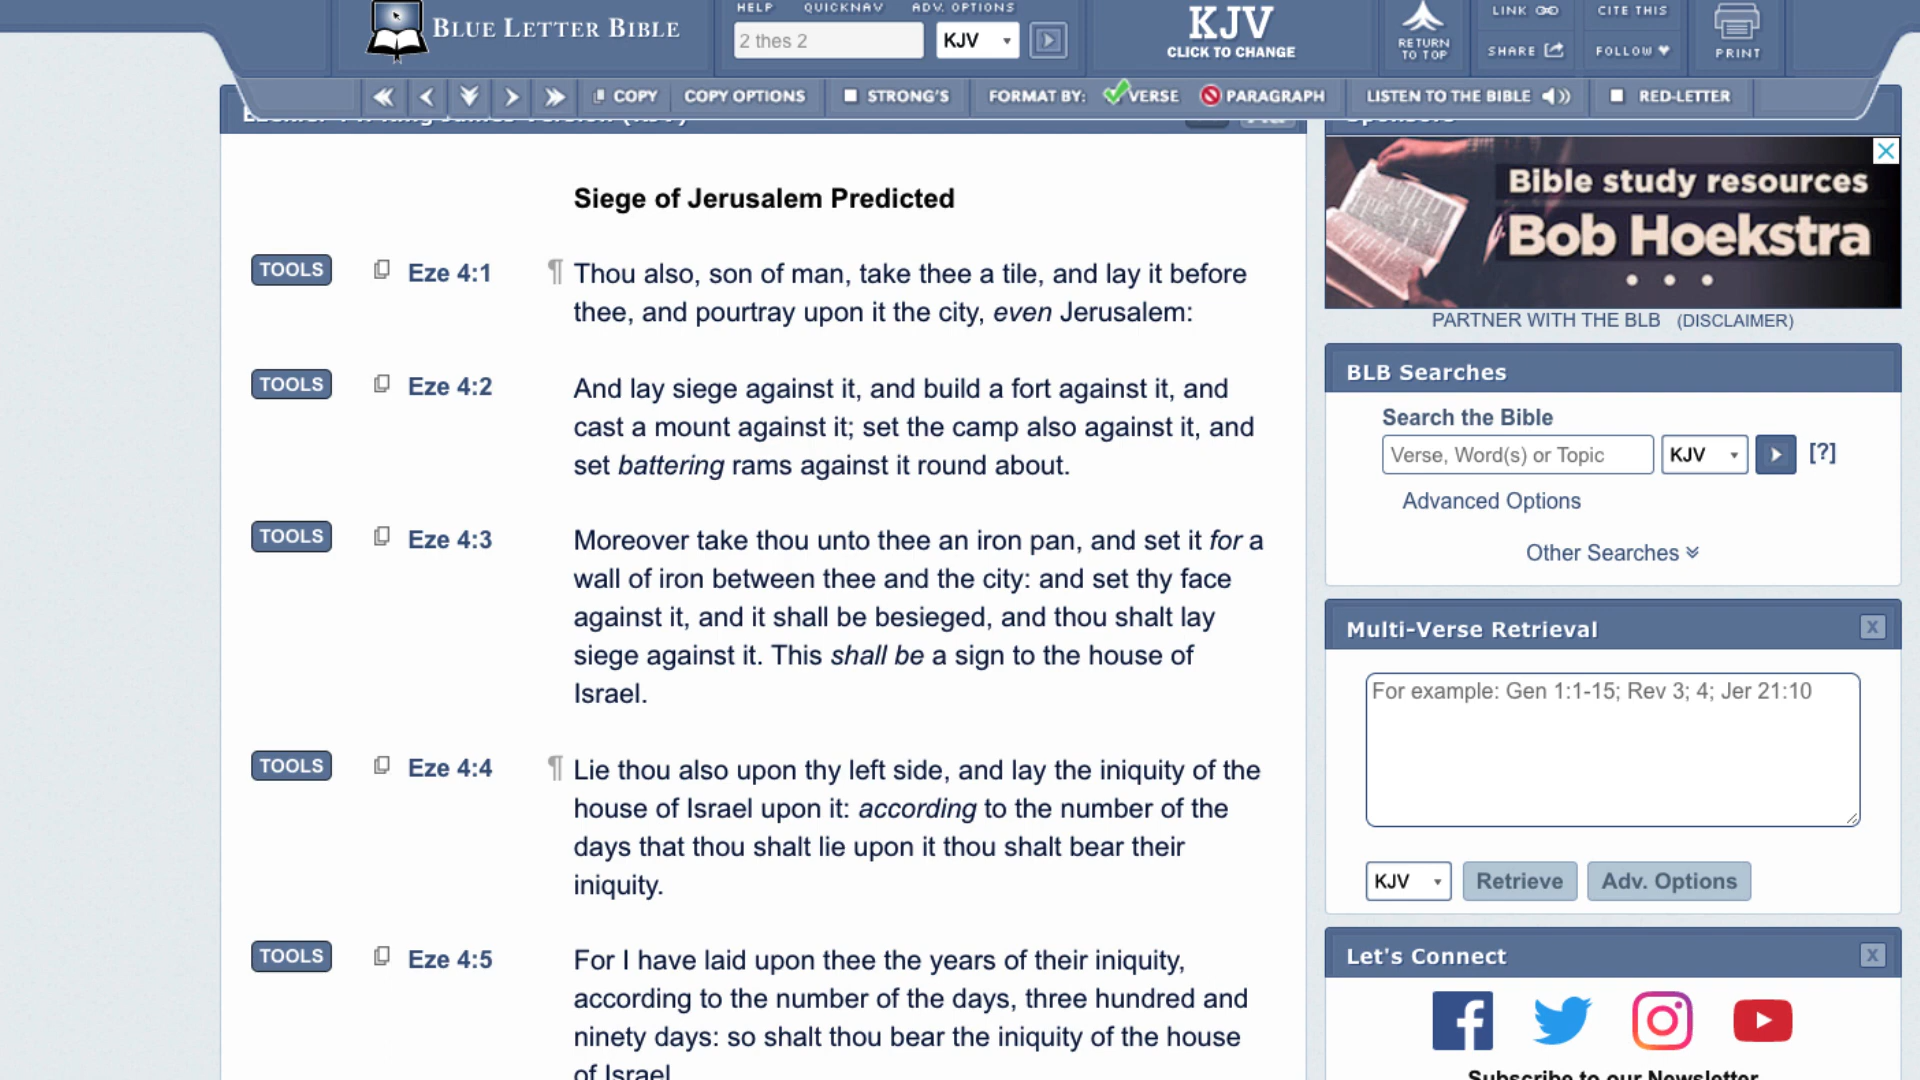 BLUE LETTER BIBLE
HELP QUICKNAV ADV. OPTIONS
2 thes 2
KJV
KJV
CLICK TO CHANGE
RETURN
TO TOP
LINK
CITE THIS
SHARE
FOLLOW
PRINT
COPY
COPY OPTIONS
STRONG'S
FORMAT BY:
VERSE
PARAGRAPH
LISTEN TO THE BIBLE
RED-LETTER
Siege of Jerusalem Predicted
TOOLS Eze 4:1 ¶ Thou also, son of man, take thee a tile, and lay it before
thee, and pourtray upon it the city, even Jerusalem:
TOOLS Eze 4:2 And lay siege against it, and build a fort against it, and
cast a mount against it; set the camp also against it, and
set battering rams against it round about.
TOOLS Eze 4:3 Moreover take thou unto thee an iron pan, and set it for a
wall of iron between thee and the city: and set thy face
against it, and it shall be besieged, and thou shalt lay
siege against it. This shall be a sign to the house of
Israel.
TOOLS Eze 4:4 ¶ Lie thou also upon thy left side, and lay the iniquity of the
house of Israel upon it: according to the number of the
days that thou shalt lie upon it thou shalt bear their
iniquity.
TOOLS Eze 4:5 For I have laid upon thee the years of their iniquity,
according to the number of the days, three hundred and
ninety days: so shalt thou bear the iniquity of the house
of Israel
Sponsors
Bible study resources
Bob Hoekstra
PARTNER WITH THE BLB (DISCLAIMER)
BLB Searches
Search the Bible
Verse, Word(s) or Topic
KJV
[?]
Advanced Options
Other Searches
Multi-Verse Retrieval
X
For example: Gen 1:1-15; Rev 3; 4; Jer 21:10
KJV
Retrieve
Adv. Options
Let's Connect
X
Subscribe to our Newsletter